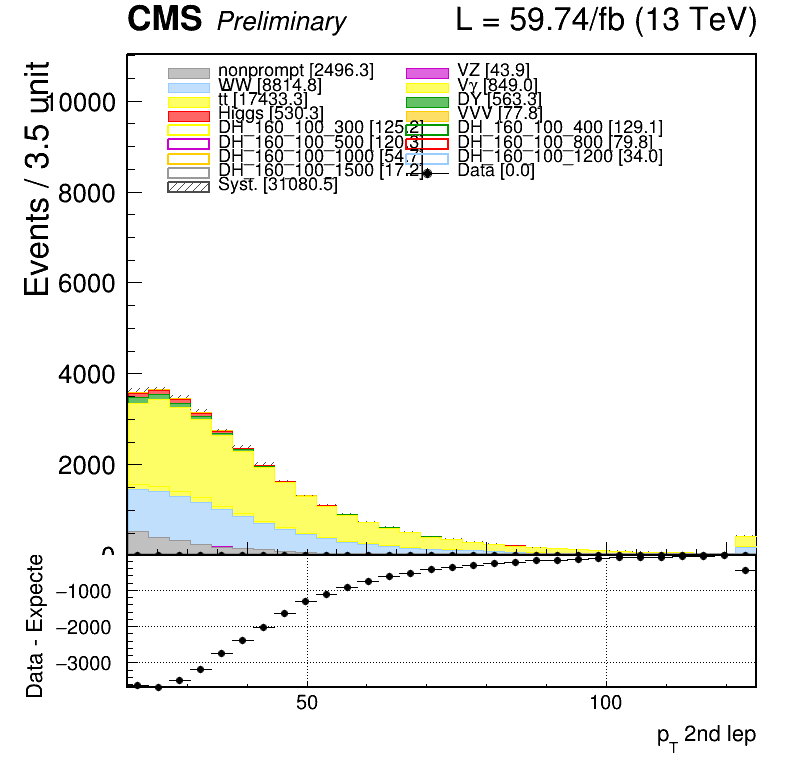 CMS Preliminary L = 59.74/fb (13 TeV)
nonprompt [2496.3] VZ [43.9]
WW [8814.8] Vγ [849.0]
tt [17433.3] DY [563.3]
Higgs [530.3] VVV [77.8]
DH_160_100_300 [125.2] DH_160_100_400 [129.1]
DH_160_100_500 [120.3] DH_160_100_800 [79.8]
DH_160_100_1000 [54.7] DH_160_100_1200 [34.0]
DH_160_100_1500 [17.2] Data [0.0]
Syst. [31080.5]
Events / 3.5 unit
10000
8000
6000
4000
2000
0
Data - Expecte
−1000
−2000
−3000
50 100
p_T 2nd lep